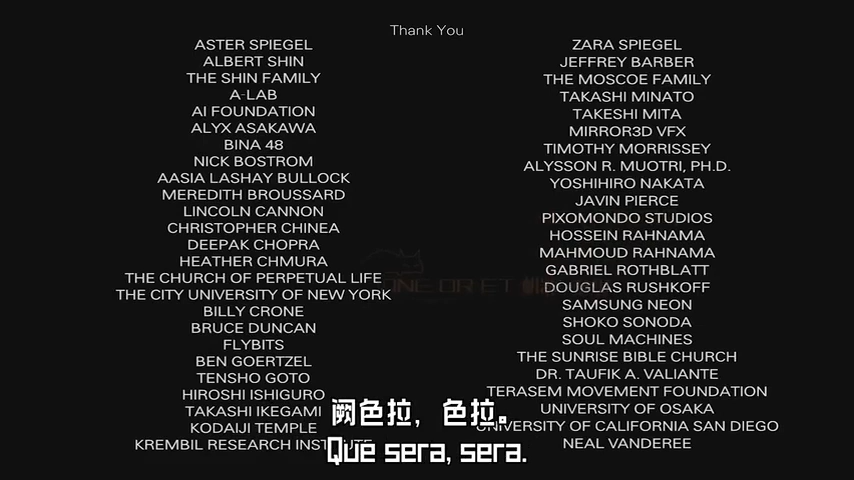 Thank You
ASTER SPIEGEL
ALBERT SHIN
THE SHIN FAMILY
A-LAB
AI FOUNDATION
ALYX ASAKAWA
BINA 48
NICK BOSTROM
AASIA LASHAY BULLOCK
MEREDITH BROUSSARD
LINCOLN CANNON
CHRISTOPHER CHINEA
DEEPAK CHOPRA
HEATHER CHMURA
THE CHURCH OF PERPETUAL LIFE
THE CITY UNIVERSITY OF NEW YORK
BILLY CRONE
BRUCE DUNCAN
FLYBITS
BEN GOERTZEL
TENSHO GOTO
HIROSHI ISHIGURO
TAKASHI IKEGAMI
KODAIJI TEMPLE
KREMBIL RESEARCH INSTITUTE
ZARA SPIEGEL
JEFFREY BARBER
THE MOSCOE FAMILY
TAKASHI MINATO
TAKESHI MITA
MIRROR3D VFX
TIMOTHY MORRISSEY
ALYSSON R. MUOTRI, PH.D.
YOSHIHIRO NAKATA
JAVIN PIERCE
PIXOMONDO STUDIOS
HOSSEIN RAHNAMA
MAHMOUD RAHNAMA
GABRIEL ROTHBLATT
DOUGLAS RUSHKOFF
SAMSUNG NEON
SHOKO SONODA
SOUL MACHINES
THE SUNRISE BIBLE CHURCH
DR. TAUFIK A. VALIANTE
TERASEM MOVEMENT FOUNDATION
UNIVERSITY OF OSAKA
UNIVERSITY OF CALIFORNIA SAN DIEGO
NEAL VANDEREE
阙色拉，色拉。
Que sera, sera.